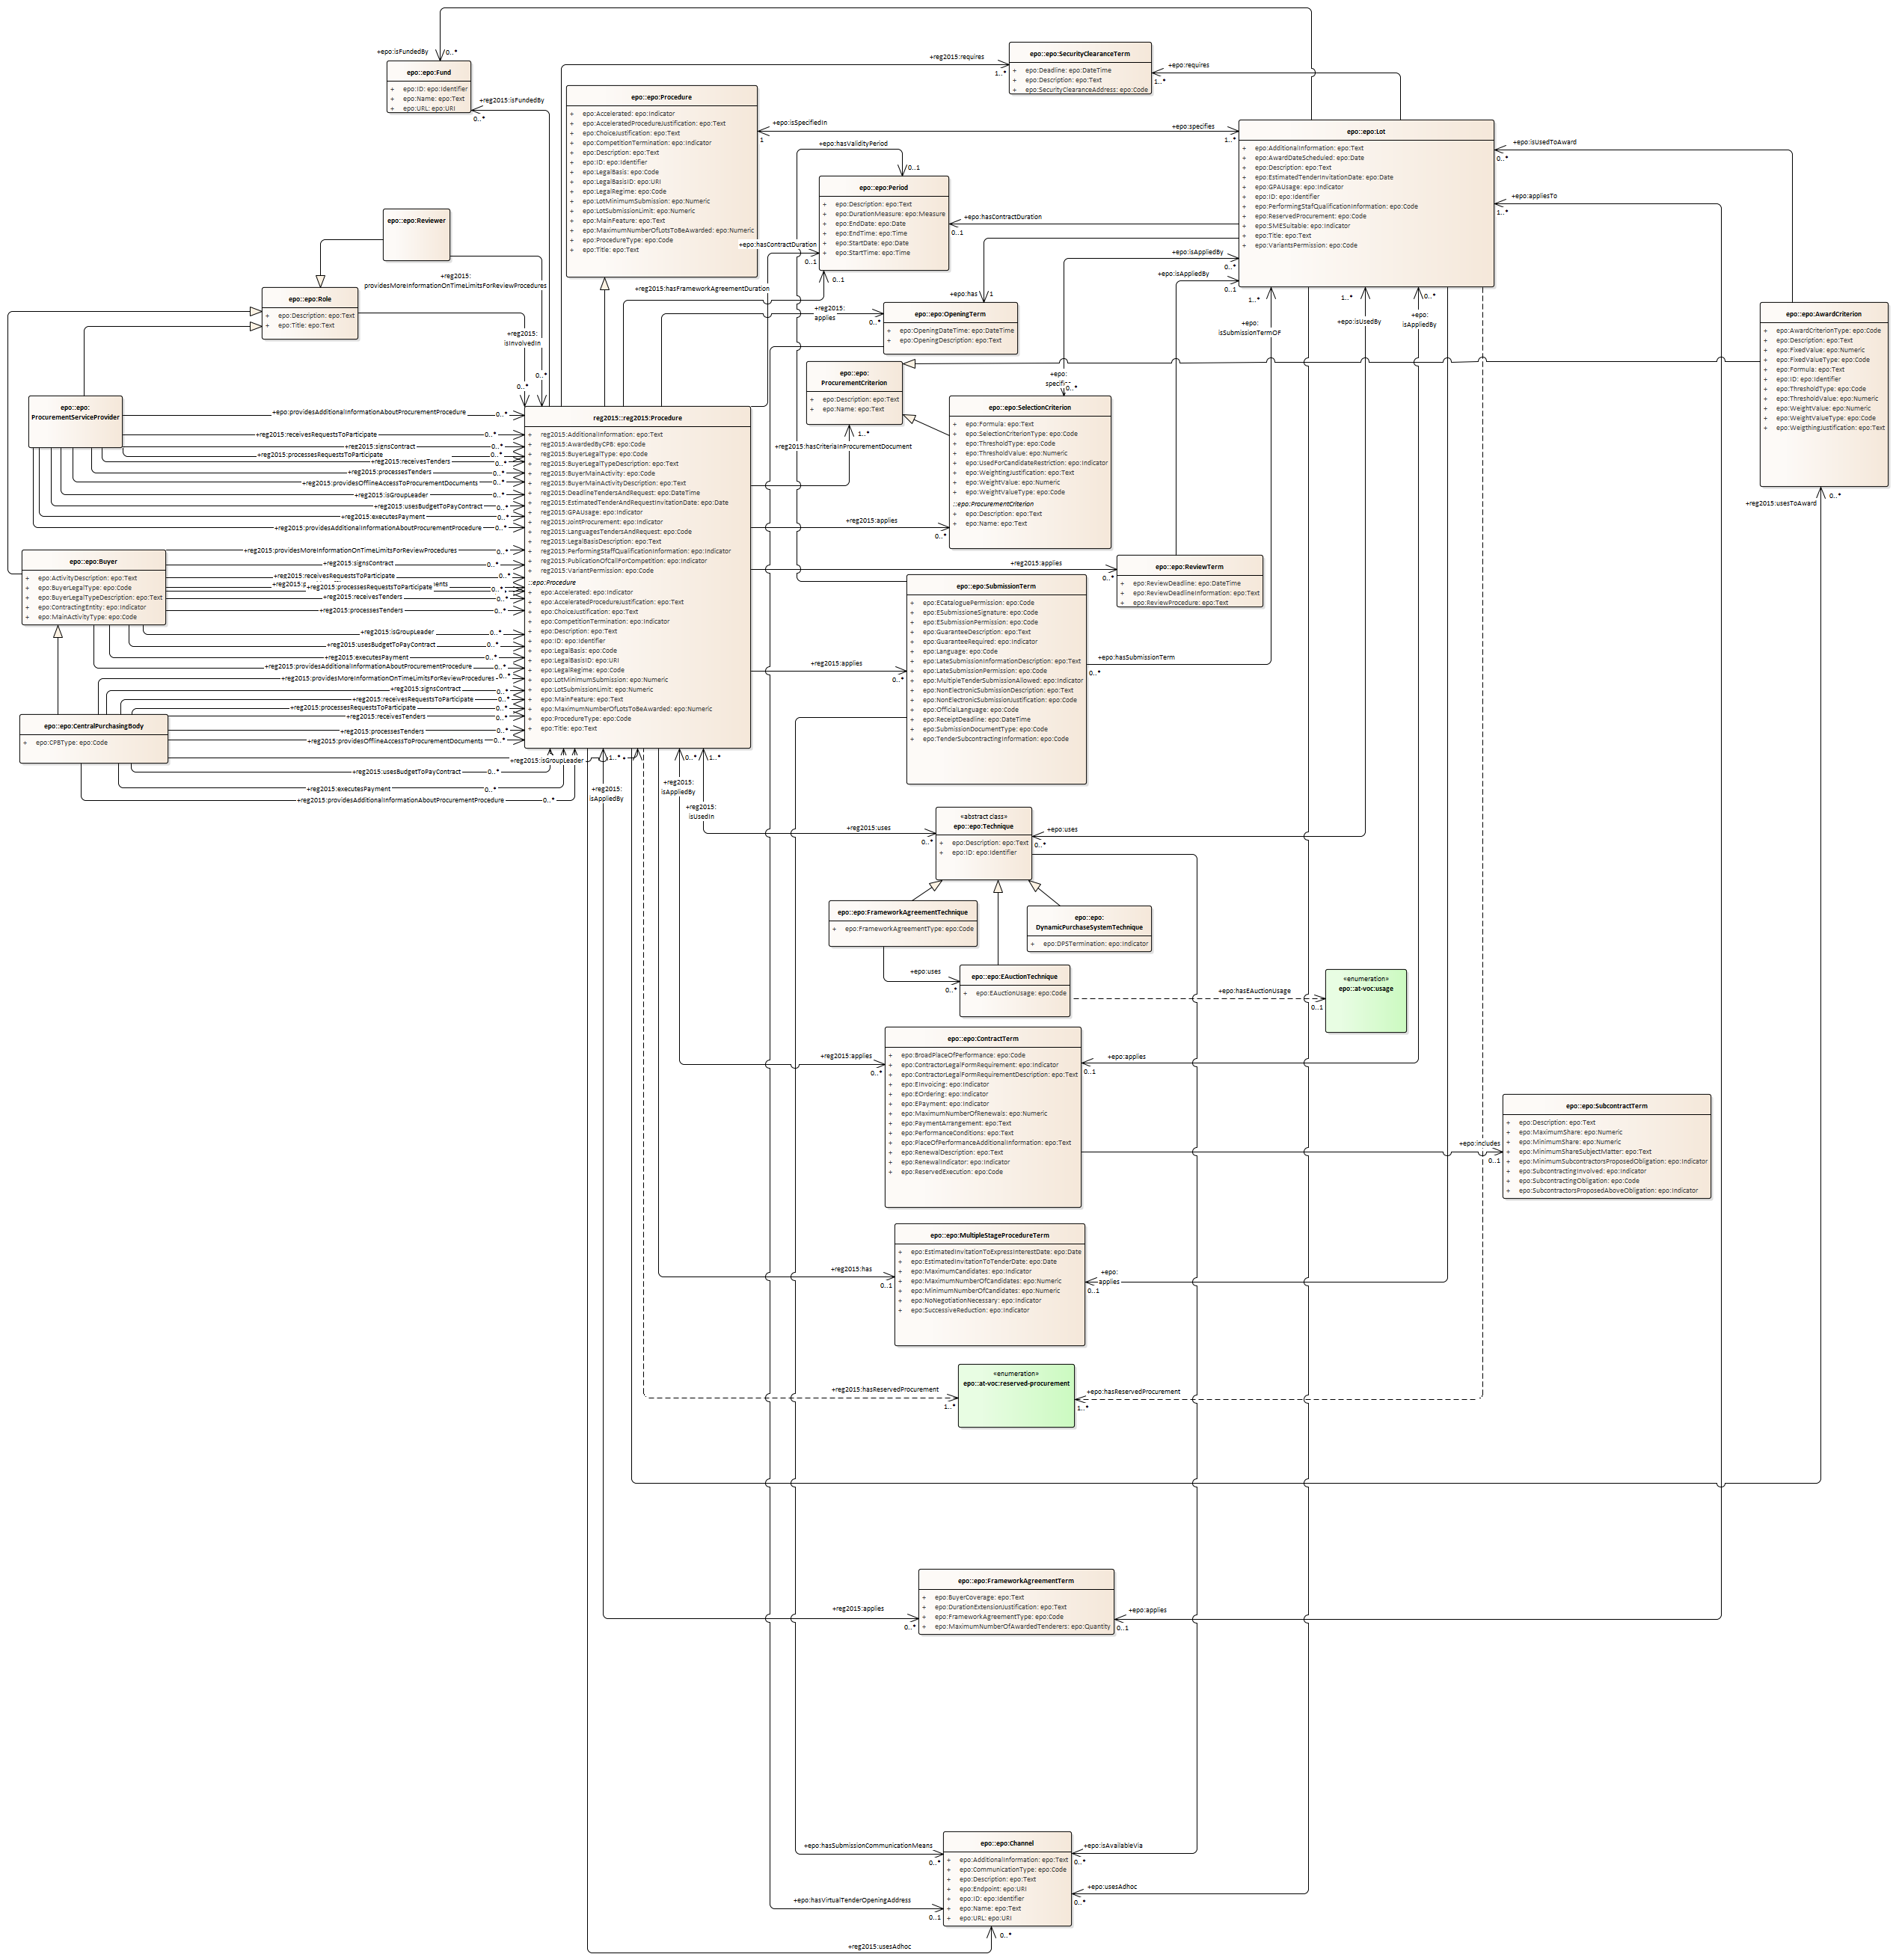 +epo:isFundedBy
0..*
epo::epo:Fund
+ epo:ID: epo:Identifier
+ epo:Name: epo:Text
+ epo:URL: epo:URI
+reg2015:isFundedBy
0..*
+reg2015:requires
1..*
epo::epo:SecurityClearanceTerm
+ epo:Deadline: epo:DateTime
+ epo:Description: epo:Text
+ epo:SecurityClearanceAddress: epo:Code
+epo:requires
1..*
epo::epo:Procedure
+ epo:Accelerated: epo:Indicator
+ epo:AcceleratedProcedureJustification: epo:Text
+ epo:ChoiceJustification: epo:Text
+ epo:CompetitionTermination: epo:Indicator
+ epo:Description: epo:Text
+ epo:ID: epo:Identifier
+ epo:LegalBasis: epo:Code
+ epo:LegalBasisID: epo:URI
+ epo:LegalRegime: epo:Code
+ epo:LotMinimumSubmission: epo:Numeric
+ epo:LotSubmissionLimit: epo:Numeric
+ epo:MainFeature: epo:Text
+ epo:MaximumNumberOfLotsToBeAwarded: epo:Numeric
+ epo:ProcedureType: epo:Code
+ epo:Title: epo:Text
+epo:isSpecifiedIn
1
+epo:specifies
1..*
epo::epo:Lot
+ epo:AdditionalInformation: epo:Text
+ epo:AwardDateScheduled: epo:Date
+ epo:Description: epo:Text
+ epo:EstimatedTenderInvitationDate: epo:Date
+ epo:GPAUsage: epo:Indicator
+ epo:ID: epo:Identifier
+ epo:PerformingStafQualificationInformation: epo:Code
+ epo:ReservedProcurement: epo:Code
+ epo:SMESuitable: epo:Indicator
+ epo:Title: epo:Text
+ epo:VariantsPermission: epo:Code
+epo:isUsedToAward
0..*
+epo:appliesTo
1..*
+epo:hasValidityPeriod
0..1
epo::epo:Period
+ epo:Description: epo:Text
+ epo:DurationMeasure: epo:Measure
+ epo:EndDate: epo:Date
+ epo:EndTime: epo:Time
+ epo:StartDate: epo:Date
+ epo:StartTime: epo:Time
+epo:hasContractDuration
0..1
+epo:hasContractDuration
0..1
+reg2015:hasFrameworkAgreementDuration
0..1
epo::epo:Reviewer
+reg2015:
providesMoreInformationOnTimeLimitsForReviewProcedures
0..*
epo::epo:Role
+ epo:Description: epo:Text
+ epo:Title: epo:Text
+reg2015:
isInvolvedIn
0..*
+epo:isAppliedBy
0..*
+epo:isAppliedBy
0..1
+epo:has
1
+reg2015:
applies
0..*
epo::epo:OpeningTerm
+ epo:OpeningDateTime: epo:DateTime
+ epo:OpeningDescription: epo:Text
+epo:
isSubmissionTermOF
1..*
+epo:isUsedBy
1..*
+epo:
isAppliedBy
0..*
epo::epo:AwardCriterion
+ epo:AwardCriterionType: epo:Code
+ epo:Description: epo:Text
+ epo:FixedValue: epo:Numeric
+ epo:FixedValueType: epo:Code
+ epo:Formula: epo:Text
+ epo:ID: epo:Identifier
+ epo:ThresholdType: epo:Code
+ epo:ThresholdValue: epo:Numeric
+ epo:WeightValue: epo:Numeric
+ epo:WeightValueType: epo:Code
+ epo:WeigthingJustification: epo:Text
+reg2015:usesToAward
0..*
epo::epo:
ProcurementCriterion
+ epo:Description: epo:Text
+ epo:Name: epo:Text
+reg2015:hasCriteriaInProcurementDocument
1..*
+epo:
0..*
epo::epo:SelectionCriterion
+ epo:Formula: epo:Text
+ epo:SelectionCriterionType: epo:Code
+ epo:ThresholdType: epo:Code
+ epo:ThresholdValue: epo:Numeric
+ epo:UsedForCandidateRestriction: epo:Indicator
+ epo:WeightingJustification: epo:Text
+ epo:WeightValue: epo:Numeric
+ epo:WeightValueType: epo:Code
::epo:ProcurementCriterion
+ epo:Description: epo:Text
+ epo:Name: epo:Text
+reg2015:applies
0..*
epo::epo:
ProcurementServiceProvider
+epo:providesAdditionalInformationAboutProcurementProcedure 0..*
+reg2015:receivesRequestsToParticipate 0..*
+reg2015:signsContract 0..*
+reg2015:processesRequestsToParticipate 0..*
+reg2015:receivesTenders 0..*
+reg2015:processesTenders 0..*
+reg2015:providesOfflineAccessToProcurementDocuments 0..*
+reg2015:isGroupLeader 0..*
+reg2015:usesBudgetToPayContract 0..*
+reg2015:executesPayment 0..*
+reg2015:providesAdditionalInformationAboutProcurementProcedure 0..*
reg2015::reg2015:Procedure
+ reg2015:AdditionalInformation: epo:Text
+ reg2015:AwardedByCPB: epo:Code
+ reg2015:BuyerLegalType: epo:Code
+ reg2015:BuyerLegalTypeDescription: epo:Text
+ reg2015:BuyerMainActivity: epo:Code
+ reg2015:BuyerMainActivityDescription: epo:Text
+ reg2015:DeadlineTendersAndRequest: epo:DateTime
+ reg2015:EstimatedTenderAndRequestInvitationDate: epo:Date
+ reg2015:GPAUsage: epo:Indicator
+ reg2015:JointProcurement: epo:Indicator
+ reg2015:LanguagesTendersAndRequest: epo:Code
+ reg2015:LegalBasisDescription: epo:Text
+ reg2015:PerformingStaffQualificationInformation: epo:Indicator
+ reg2015:PublicationOfCallForCompetition: epo:Indicator
+ reg2015:VariantPermission: epo:Code
::epo:Procedure
+ epo:Accelerated: epo:Indicator
+ epo:AcceleratedProcedureJustification: epo:Text
+ epo:ChoiceJustification: epo:Text
+ epo:CompetitionTermination: epo:Indicator
+ epo:Description: epo:Text
+ epo:ID: epo:Identifier
+ epo:LegalBasis: epo:Code
+ epo:LegalBasisID: epo:URI
+ epo:LegalRegime: epo:Code
+ epo:LotMinimumSubmission: epo:Numeric
+ epo:LotSubmissionLimit: epo:Numeric
+ epo:MainFeature: epo:Text
+ epo:MaximumNumberOfLotsToBeAwarded: epo:Numeric
+ epo:ProcedureType: epo:Code
+ epo:Title: epo:Text
epo::epo:Buyer
+ epo:ActivityDescription: epo:Text
+ epo:BuyerLegalType: epo:Code
+ epo:BuyerLegalTypeDescription: epo:Text
+ epo:ContractingEntity: epo:Indicator
+ epo:MainActivityType: epo:Code
+reg2015:providesMoreInformationOnTimeLimitsForReviewProcedures 0..*
+reg2015:signsContract 0..*
+reg2015:receivesRequestsToParticipate 0..*
+reg2015:processesRequestsToParticipate
+reg2015:receivesTenders 0..*
+reg2015:processesTenders 0..*
+reg2015:isGroupLeader 0..*
+reg2015:usesBudgetToPayContract 0..*
+reg2015:executesPayment 0..*
+reg2015:providesAdditionalInformationAboutProcurementProcedure 0..*
+reg2015:providesMoreInformationOnTimeLimitsForReviewProcedures 0..*
+reg2015:signsContract 0..*
+reg2015:receivesRequestsToParticipate 0..*
+reg2015:processesRequestsToParticipate 0..*
+reg2015:receivesTenders 0..*
+reg2015:processesTenders 0..*
+reg2015:providesOfflineAccessToProcurementDocuments 0..*
+reg2015:isGroupLeader
+reg2015:usesBudgetToPayContract 0..*
+reg2015:executesPayment 0..*
+reg2015:providesAdditionalInformationAboutProcurementProcedure 0..*
epo::epo:CentralPurchasingBody
+ epo:CPBType: epo:Code
+reg2015:applies
0..*
epo::epo:ReviewTerm
+ epo:ReviewDeadline: epo:DateTime
+ epo:ReviewDeadlineInformation: epo:Text
+ epo:ReviewProcedure: epo:Text
epo::epo:SubmissionTerm
+ epo:ECataloguePermission: epo:Code
+ epo:ESubmissioneSignature: epo:Code
+ epo:ESubmissionPermission: epo:Code
+ epo:GuaranteeDescription: epo:Text
+ epo:GuaranteeRequired: epo:Indicator
+ epo:Language: epo:Code
+ epo:LateSubmissionInformationDescription: epo:Text
+ epo:LateSubmissionPermission: epo:Code
+ epo:MultipleTenderSubmissionAllowed: epo:Indicator
+ epo:NonElectronicSubmissionDescription: epo:Text
+ epo:NonElectronicSubmissionJustification: epo:Code
+ epo:OfficialLanguage: epo:Code
+ epo:ReceiptDeadline: epo:DateTime
+ epo:SubmissionDocumentType: epo:Code
+ epo:TenderSubcontractingInformation: epo:Code
+reg2015:applies
0..*
+epo:hasSubmissionTerm
0..*
1..*
+reg2015:
isAppliedBy
0..*
+reg2015:
isAppliedBy
1..*
+reg2015:
isUsedIn
+reg2015:uses
0..*
«abstract class»
epo::epo:Technique
+ epo:Description: epo:Text
+ epo:ID: epo:Identifier
+epo:uses
0..*
epo::epo:FrameworkAgreementTechnique
+ epo:FrameworkAgreementType: epo:Code
epo::epo:
DynamicPurchaseSystemTechnique
+ epo:DPSTermination: epo:Indicator
+epo:uses
0..*
epo::epo:EAuctionTechnique
+ epo:EAuctionUsage: epo:Code
+epo:hasEAuctionUsage
0..1
«enumeration»
epo::at-voc:usage
epo::epo:ContractTerm
+ epo:BroadPlaceOfPerformance: epo:Code
+ epo:ContractorLegalFormRequirement: epo:Indicator
+ epo:ContractorLegalFormRequirementDescription: epo:Text
+ epo:EInvoicing: epo:Indicator
+ epo:EOrdering: epo:Indicator
+ epo:EPayment: epo:Indicator
+ epo:MaximumNumberOfRenewals: epo:Numeric
+ epo:PaymentArrangement: epo:Text
+ epo:PerformanceConditions: epo:Text
+ epo:PlaceOfPerformanceAdditionalInformation: epo:Text
+ epo:RenewalDescription: epo:Text
+ epo:RenewalIndicator: epo:Indicator
+ epo:ReservedExecution: epo:Code
+reg2015:applies
0..*
+epo:applies
0..1
+epo:includes
0..1
epo::epo:SubcontractTerm
+ epo:Description: epo:Text
+ epo:MaximumShare: epo:Numeric
+ epo:MinimumShare: epo:Numeric
+ epo:MinimumShareSubjectMatter: epo:Text
+ epo:MinimumSubcontractorsProposedObligation: epo:Indicator
+ epo:SubcontractingInvolved: epo:Indicator
+ epo:SubcontractingObligation: epo:Code
+ epo:SubcontractorsProposedAboveObligation: epo:Indicator
epo::epo:MultipleStageProcedureTerm
+ epo:EstimatedInvitationToExpressInterestDate: epo:Date
+ epo:EstimatedInvitationToTenderDate: epo:Date
+ epo:MaximumCandidates: epo:Indicator
+ epo:MaximumNumberOfCandidates: epo:Numeric
+ epo:MinimumNumberOfCandidates: epo:Numeric
+ epo:NoNegotiationNecessary: epo:Indicator
+ epo:SuccessiveReduction: epo:Indicator
+reg2015:has
0..1
+epo:
applies
0..1
«enumeration»
epo::at-voc:reserved-procurement
+reg2015:hasReservedProcurement
1..*
+epo:hasReservedProcurement
1..*
epo::epo:FrameworkAgreementTerm
+ epo:BuyerCoverage: epo:Text
+ epo:DurationExtensionJustification: epo:Text
+ epo:FrameworkAgreementType: epo:Code
+ epo:MaximumNumberOfAwardedTenderers: epo:Quantity
+reg2015:applies
0..*
+epo:applies
0..1
epo::epo:Channel
+ epo:AdditionalInformation: epo:Text
+ epo:CommunicationType: epo:Code
+ epo:Description: epo:Text
+ epo:Endpoint: epo:URI
+ epo:ID: epo:Identifier
+ epo:Name: epo:Text
+ epo:URL: epo:URI
+epo:hasSubmissionCommunicationMeans
0..*
+epo:isAvailableVia
0..*
+epo:usesAdhoc
0..*
+epo:hasVirtualTenderOpeningAddress
0..1
+reg2015:usesAdhoc
0..*